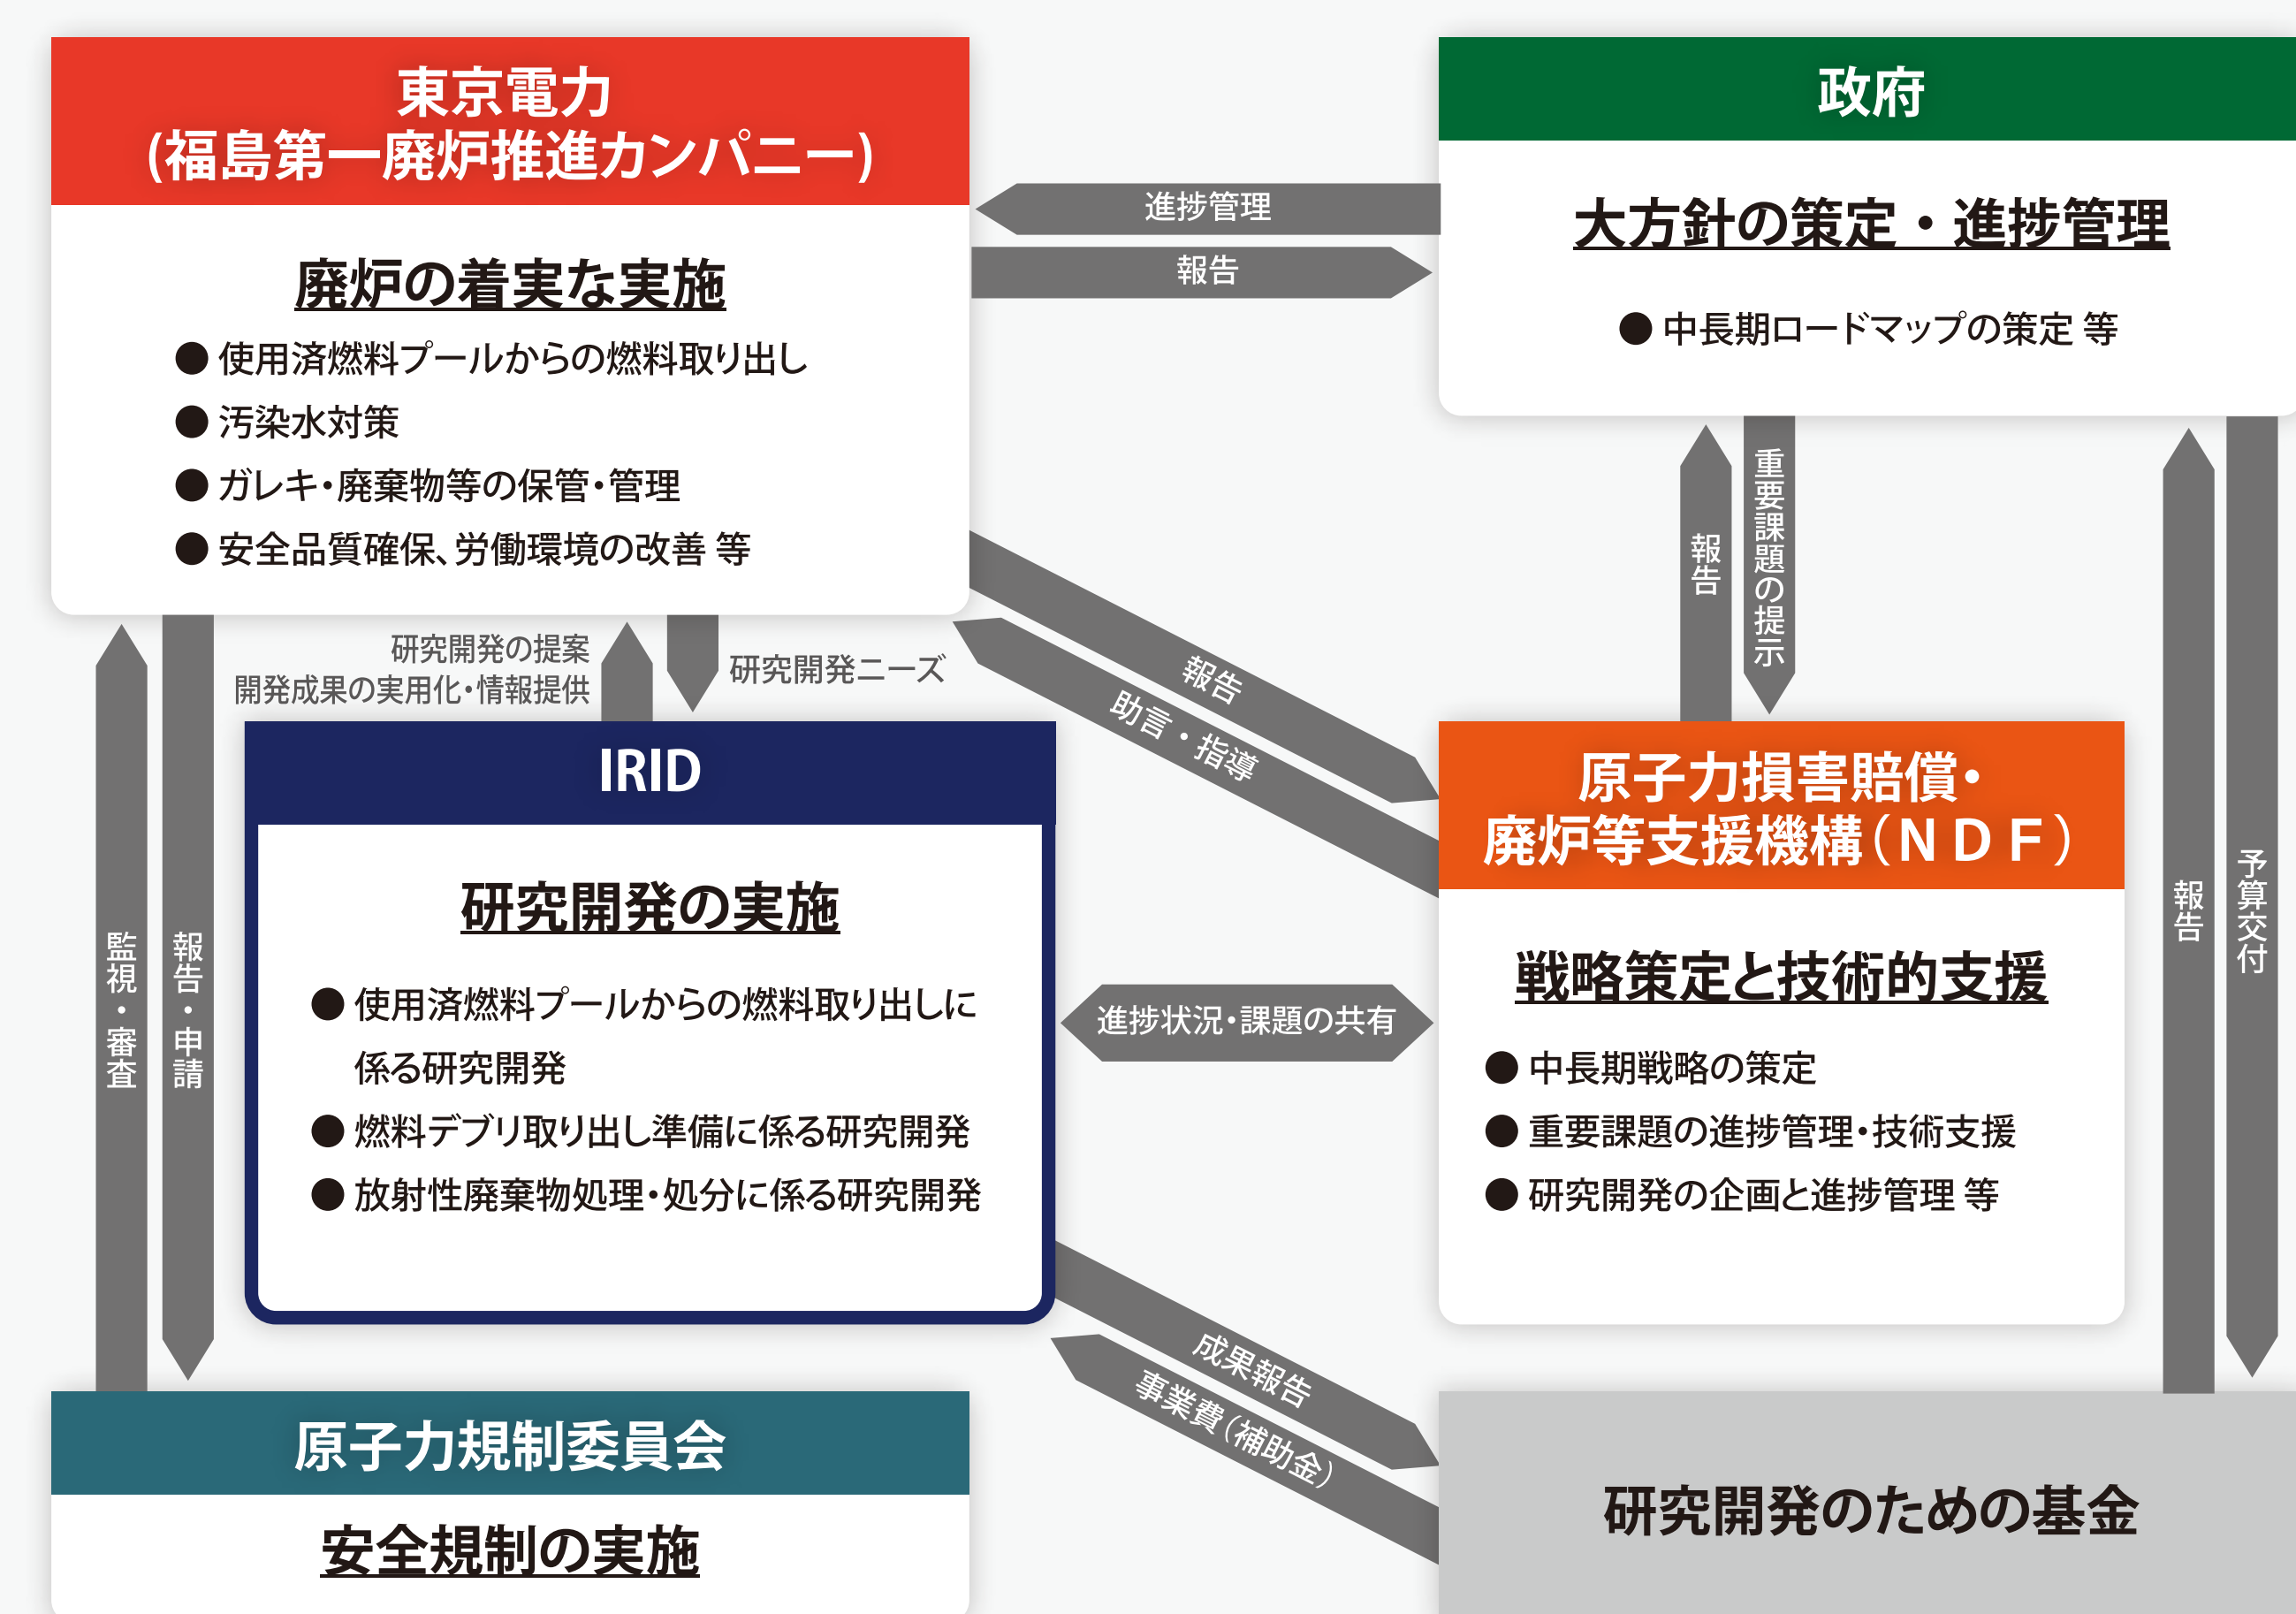 東京電力
(福島第一廃炉推進カンパニー)
廃炉の着実な実施
● 使用済燃料プールからの燃料取り出し
● 汚染水対策
● ガレキ・廃棄物等の保管・管理
● 安全品質確保、労働環境の改善 等
進捗管理
報告
政府
大方針の策定・進捗管理
● 中長期ロードマップの策定 等
報告
重要課題の提示
研究開発の提案
開発成果の実用化・情報提供
研究開発ニーズ
報告
助言・指導
IRID
研究開発の実施
● 使用済燃料プールからの燃料取り出しに
係る研究開発
● 燃料デブリ取り出し準備に係る研究開発
● 放射性廃棄物処理・処分に係る研究開発
進捗状況・課題の共有
原子力損害賠償・
廃炉等支援機構（ＮＤＦ）
戦略策定と技術的支援
● 中長期戦略の策定
● 重要課題の進捗管理・技術支援
● 研究開発の企画と進捗管理 等
監視・審査
報告・申請
報告
予算交付
成果報告
事業費（補助金）
原子力規制委員会
安全規制の実施
研究開発のための基金